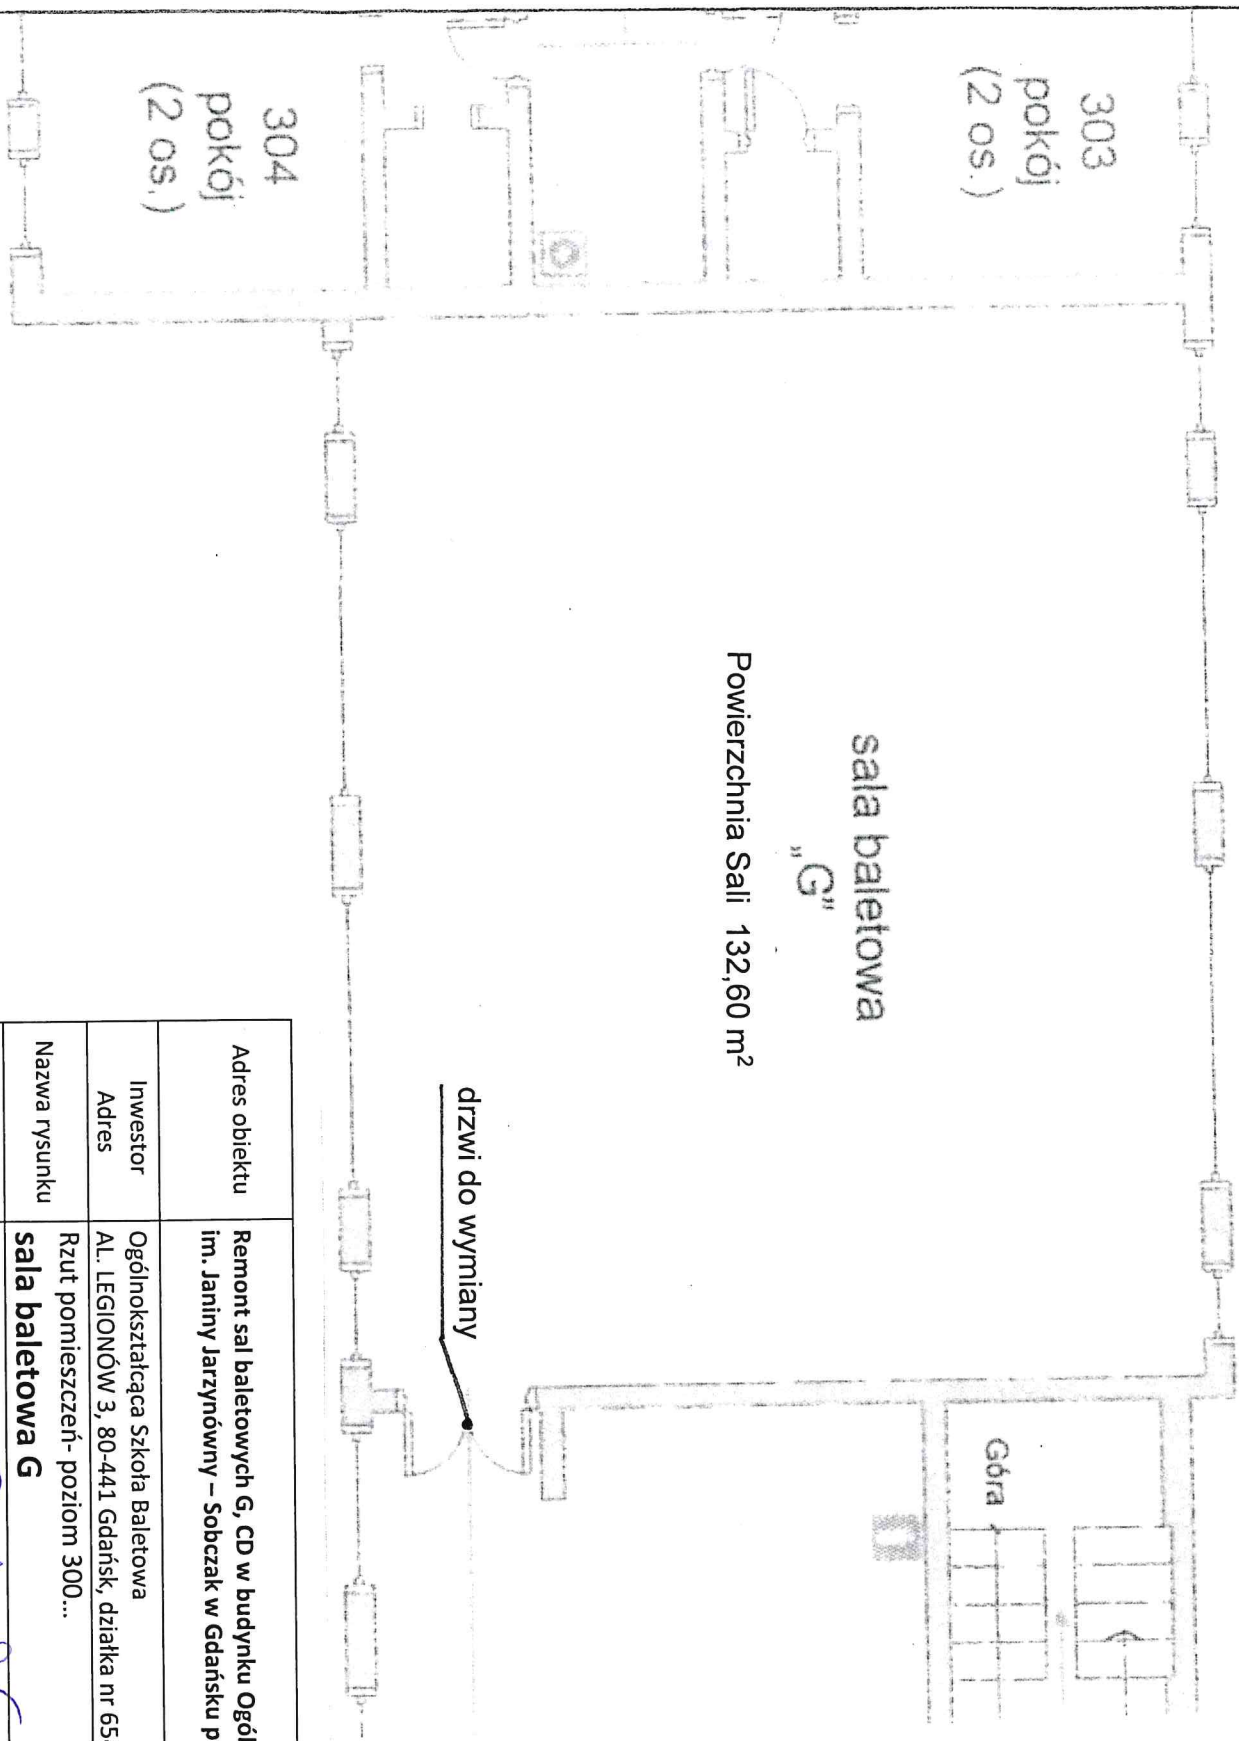 303
pokój
(2 os.)
304
pokój
(2 os.)
sala baletowa
„G”
Powierzchnia Sali 132,60 m²
drzwi do wymiany
Góra
Adres obiektu
Remont sal baletowych G, CD w budynku
im. Janiny Jarzynówny – Sobczak w Gdańsku
Inwestor
Adres
Ogólnokształcąca Szkoła Baletowa
AL. LEGIONÓW 3, 80-441 Gdańsk, działka nr
Nazwa rysunku
Rzut pomieszczeń- poziom 300...
sala baletowa G